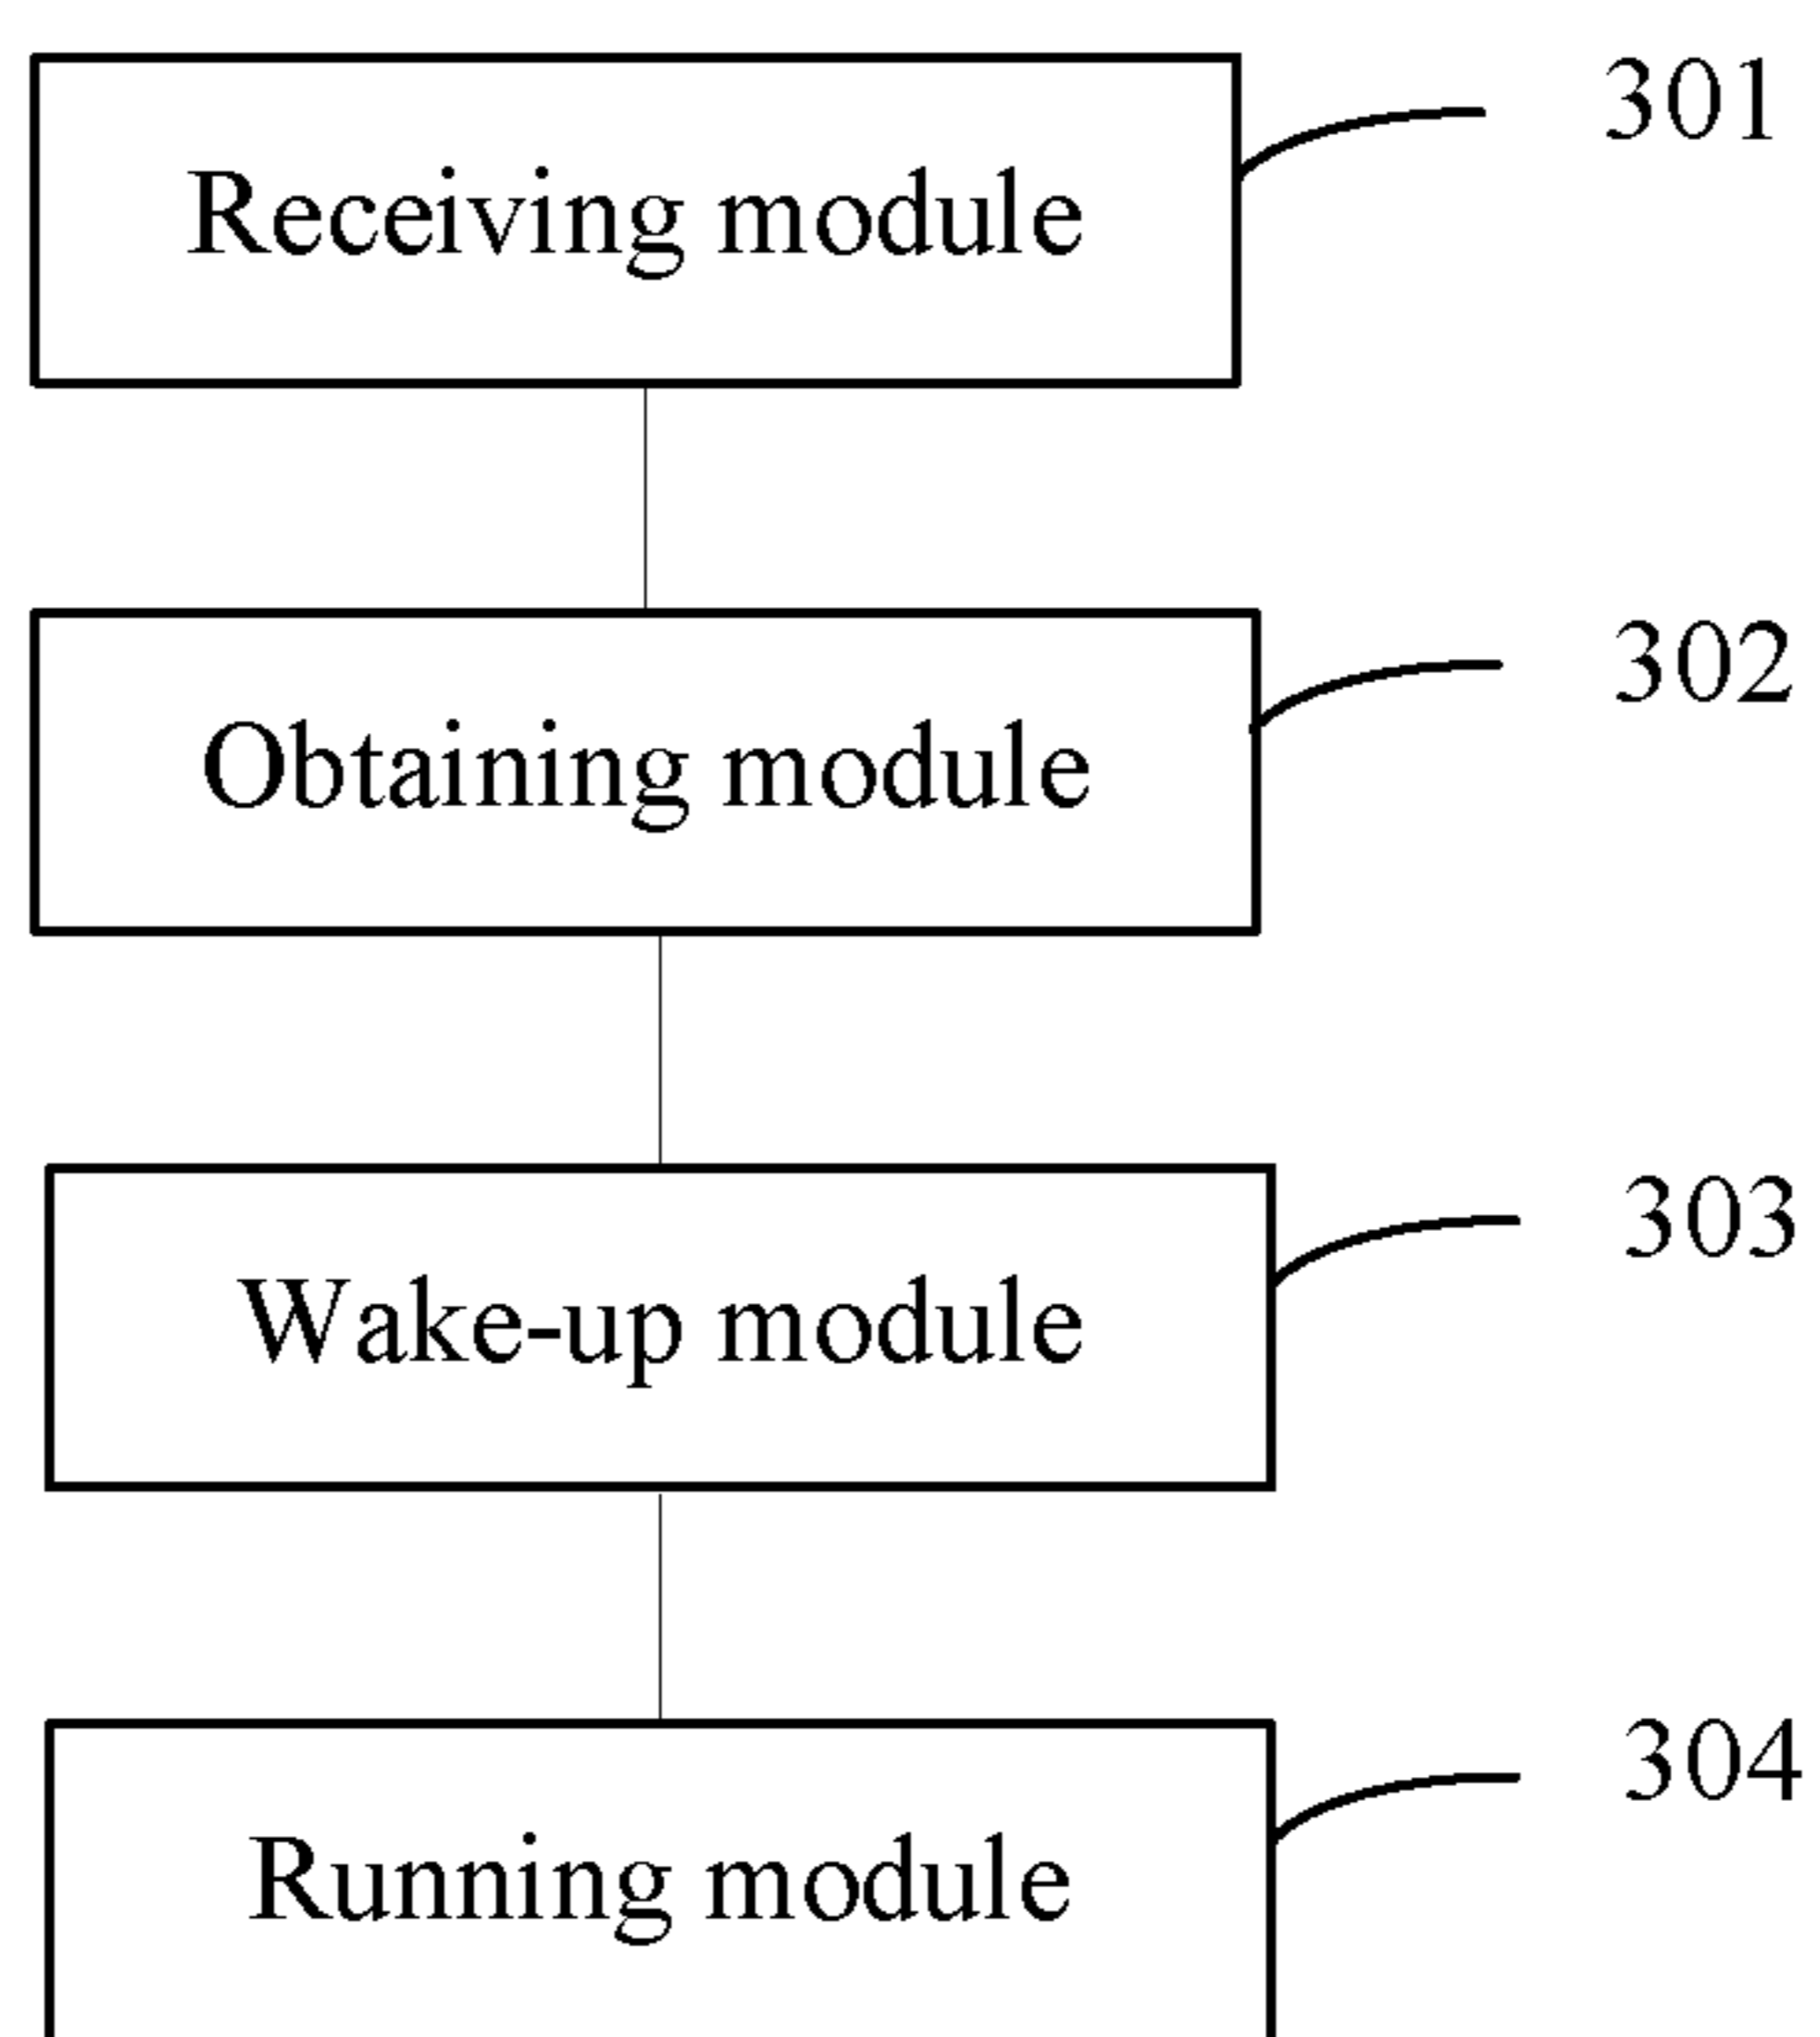 301
Receiving module
302
Obtaining module
303
Wake-up module
304
Running module